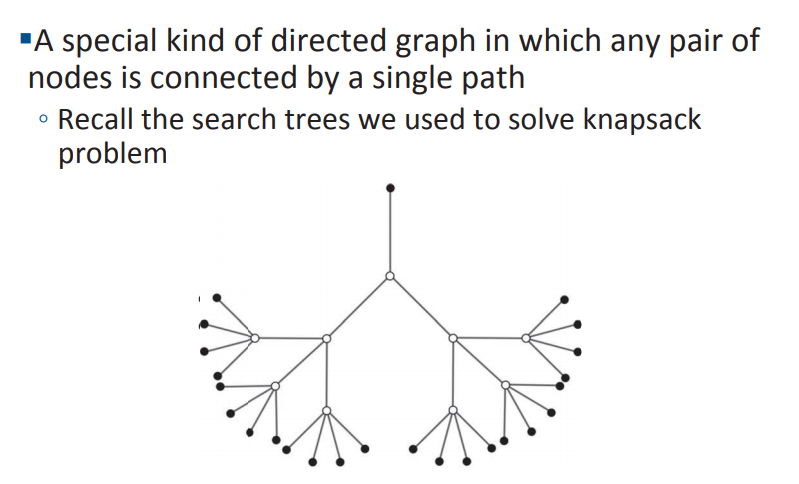 ▪A special kind of directed graph in which any pair of
nodes is connected by a single path
◦ Recall the search trees we used to solve knapsack
problem